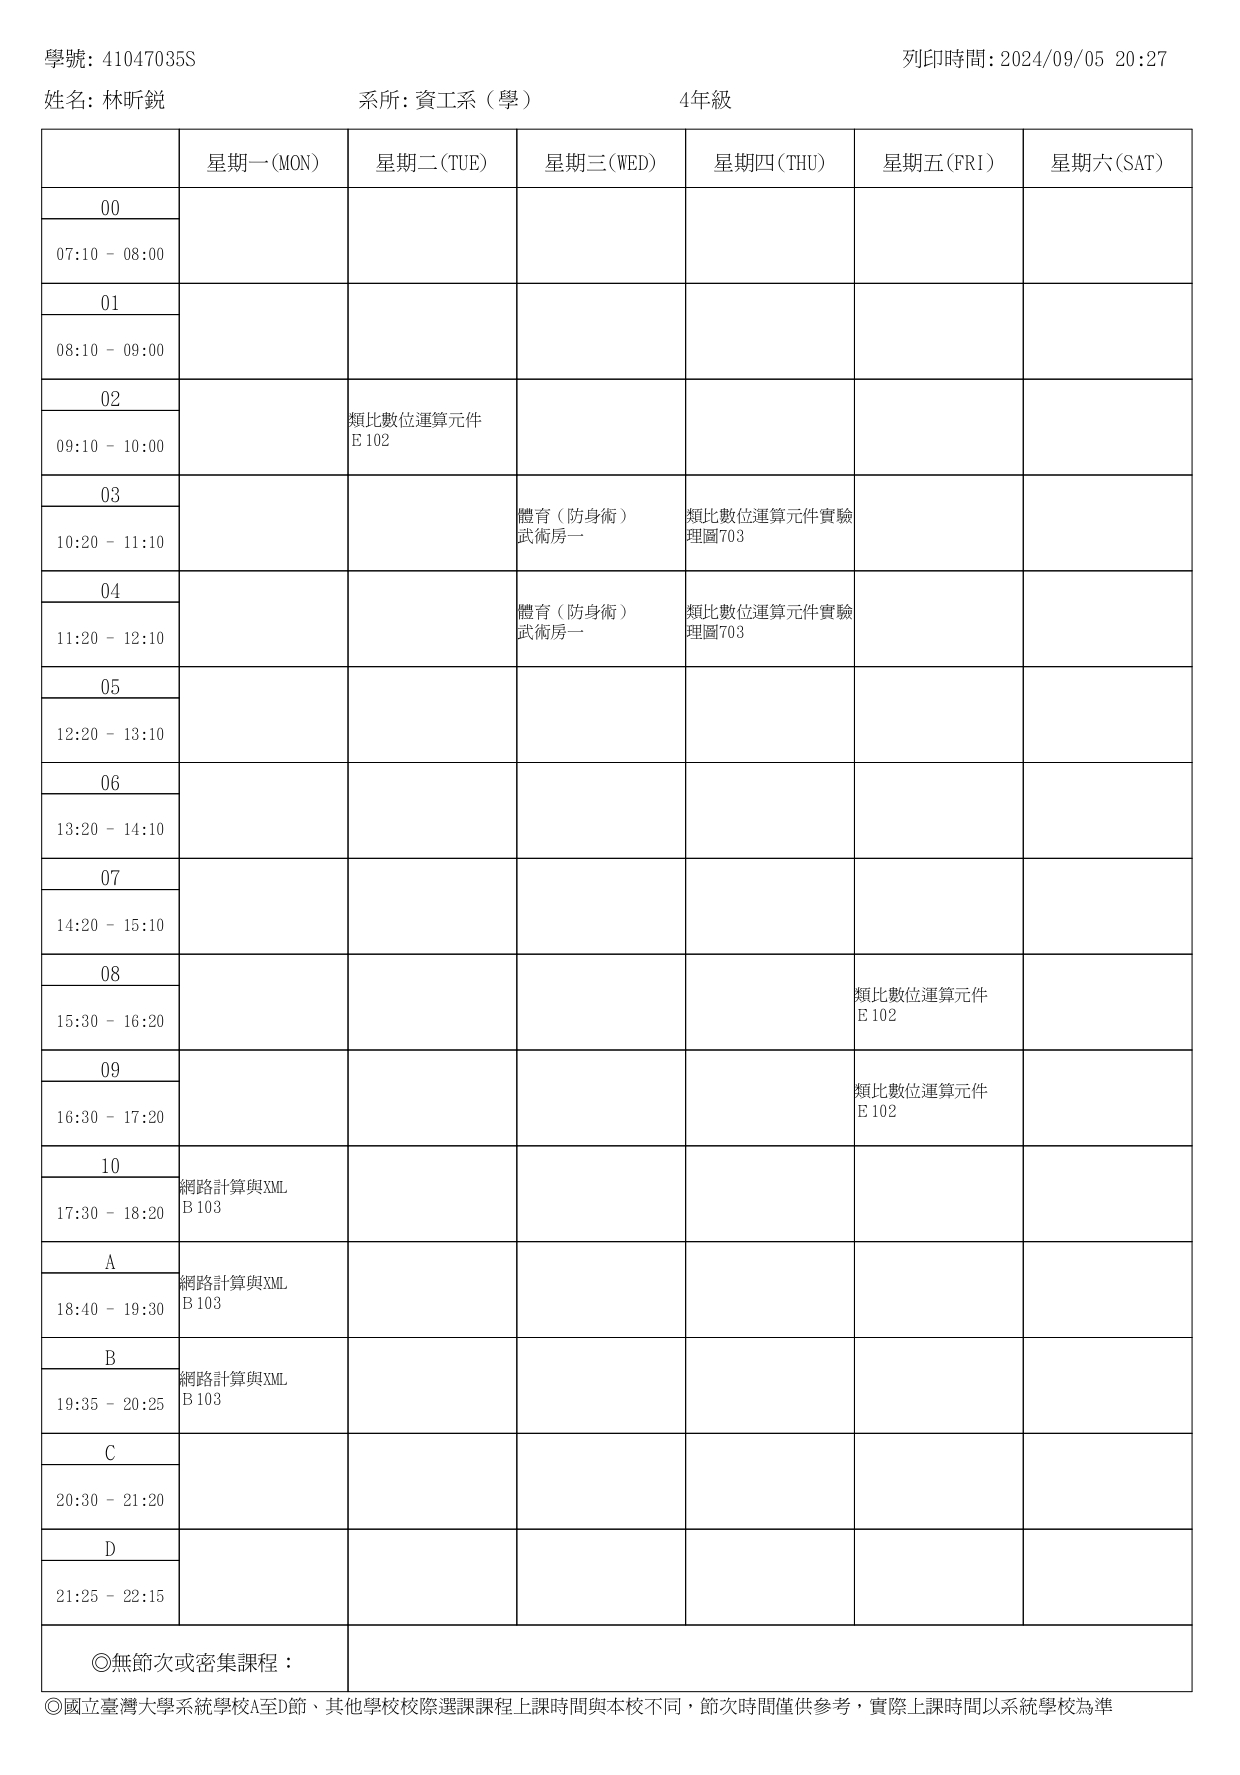 學號: 41047035S
列印時間: 2024/09/05 20:27
姓名: 林昕銳
系所: 資工系（學）
4年級
星期一(MON) 星期二(TUE) 星期三(WED) 星期四(THU) 星期五(FRI) 星期六(SAT)
00
07:10 - 08:00
01
08:10 - 09:00
02
09:10 - 10:00
類比數位運算元件
E102
03
10:20 - 11:10
體育（防身術）
武術房一
類比數位運算元件實驗
理圖703
04
11:20 - 12:10
體育（防身術）
武術房一
類比數位運算元件實驗
理圖703
05
12:20 - 13:10
06
13:20 - 14:10
07
14:20 - 15:10
08
15:30 - 16:20
類比數位運算元件
E102
09
16:30 - 17:20
類比數位運算元件
E102
10
17:30 - 18:20
網路計算與XML
B103
A
18:40 - 19:30
網路計算與XML
B103
B
19:35 - 20:25
網路計算與XML
B103
C
20:30 - 21:20
D
21:25 - 22:15
◎無節次或密集課程：
◎國立臺灣大學系統學校A至D節、其他學校校際選課課程上課時間與本校不同，節次時間僅供參考，實際上課時間以系統學校為準